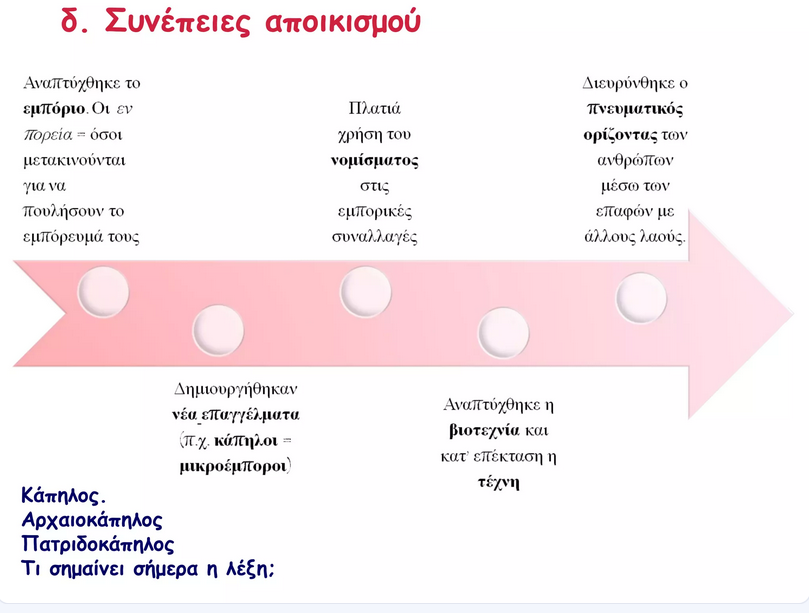 δ. Συνέπειες αποικισμού
Αναπτύχθηκε το
εμπόριο. Οι εν
πορεία = όσοι
μετακινούνται
για να
πουλήσουν το
εμπόρευμά τους
Δημιουργήθηκαν
νέα επαγγέλματα
(π.χ. κάπηλοι =
μικροέμποροι)
Πλατιά
χρήση του
νομίσματος
στις
εμπορικές
συναλλαγές
Αναπτύχθηκε η
βιοτεχνία και
κατ' επέκταση η
τέχνη
Διευρύνθηκε ο
πνευματικός
ορίζοντας των
ανθρώπων
μέσω των
επαφών με
άλλους λαούς.
Κάπηλος.
Αρχαιοκάπηλος
Πατριδοκάπηλος
Τι σημαίνει σήμερα η λέξη;